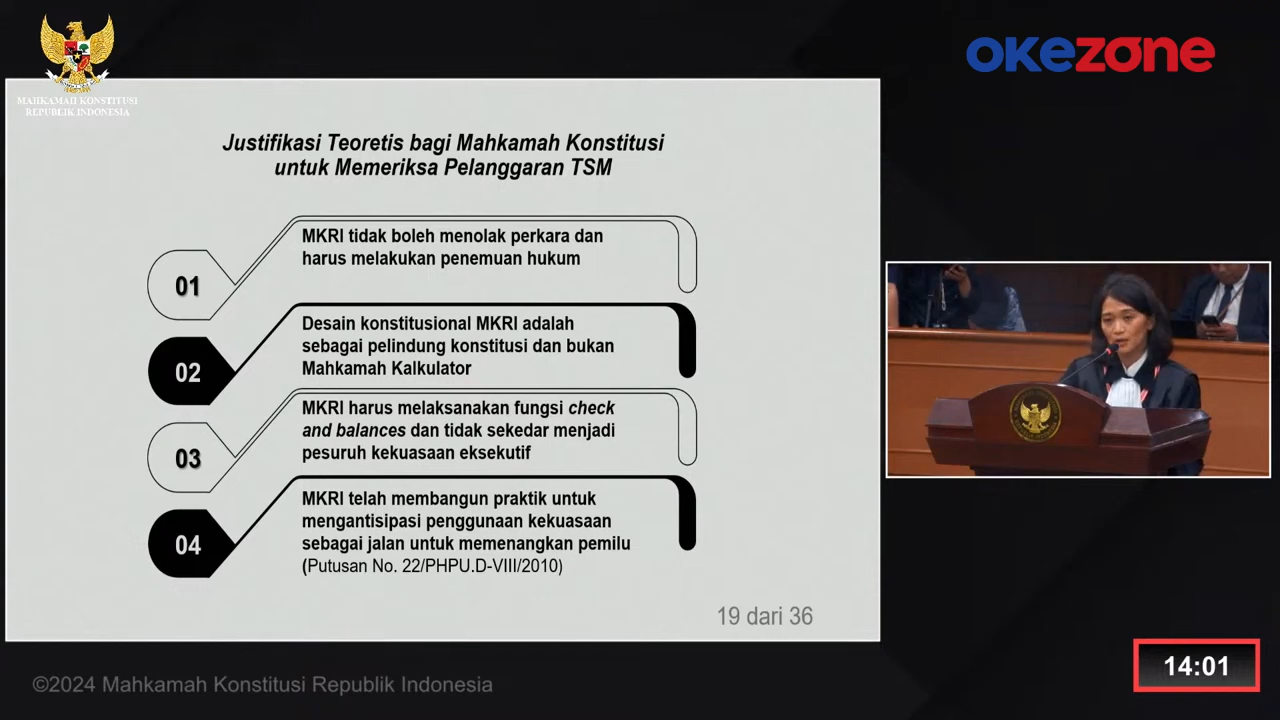 MAHKAMAH KONSTITUSI
REPUBLIK INDONESIA
okezone
Justifikasi Teoretis bagi Mahkamah Konstitusi
untuk Memeriksa Pelanggaran TSM
01
MKRI tidak boleh menolak perkara dan
harus melakukan penemuan hukum
02
Desain konstitusional MKRI adalah
sebagai pelindung konstitusi dan bukan
Mahkamah Kalkulator
03
MKRI harus melaksanakan fungsi check
and balances dan tidak sekedar menjadi
pesuruh kekuasaan eksekutif
04
MKRI telah membangun praktik untuk
mengantisipasi penggunaan kekuasaan
sebagai jalan untuk memenangkan pemilu
(Putusan No. 22/PHPU.D-VIII/2010)
19 dari 36
©2024 Mahkamah Konstitusi Republik Indonesia
14:01